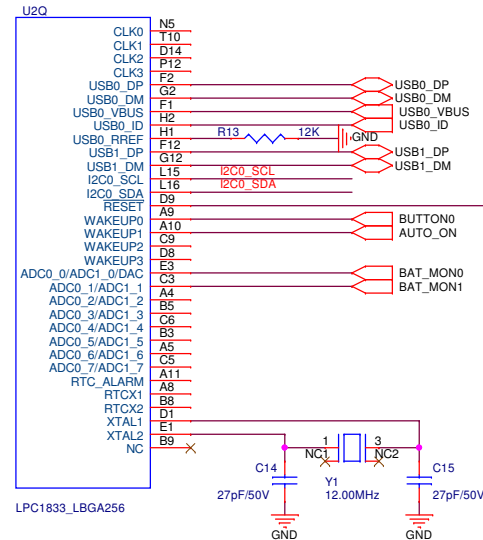 U2Q
CLK0 N5
CLK1 T10
CLK2 D14
CLK3 P12
USB0_DP F2 USB0_DP
USB0_DM G2 USB0_DM
USB0_VBUS F1 USB0_VBUS
USB0_ID H2 USB0_ID
USB0_RREF H1 R13 12K GND
USB1_DP F12 USB1_DP
USB1_DM G12 USB1_DM
I2C0_SCL L15 I2C0_SCL
I2C0_SDA L16 I2C0_SDA
RESET D9
WAKEUP0 A9 BUTTON0
WAKEUP1 A10 AUTO_ON
WAKEUP2 C9
WAKEUP3 D8
ADC0_0/ADC1_0/DAC E3 BAT_MON0
ADC0_1/ADC1_1 C3 BAT_MON1
ADC0_2/ADC1_2 A4
ADC0_3/ADC1_3 B5
ADC0_4/ADC1_4 C6
ADC0_5/ADC1_5 B3
ADC0_6/ADC1_6 A5
ADC0_7/ADC1_7 C5
RTC_ALARM A11
RTCX1 A8
RTCX2 B8
XTAL1 D1
XTAL2 E1
NC B9
1 3
NC1 NC2
C14 Y1 C15
27pF/50V 12.00MHz 27pF/50V
LPC1833_LBGA256
GND GND